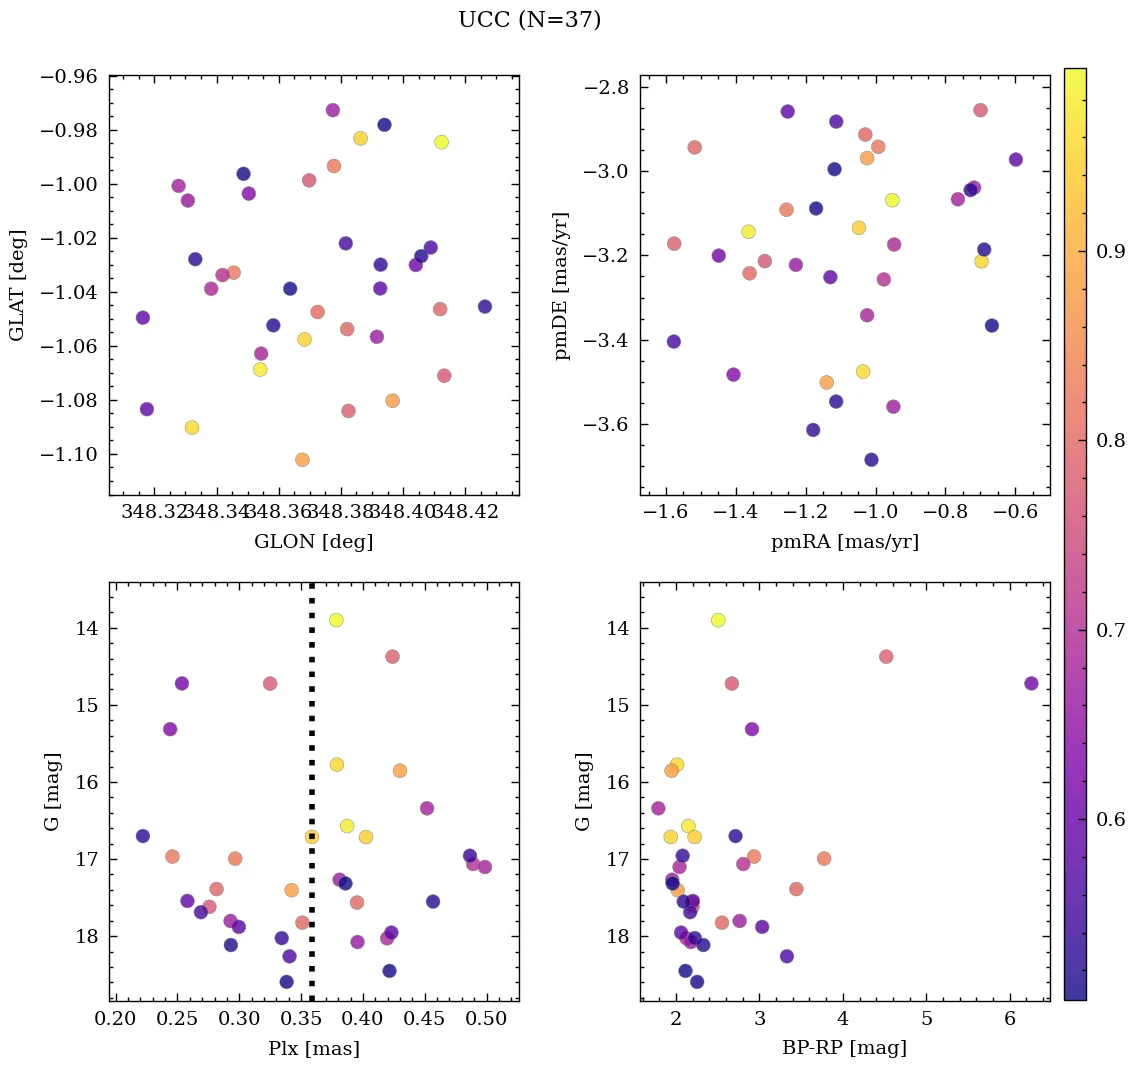 UCC (N=37)
−0.96
−0.98
−1.00
−1.02
−1.04
−1.06
−1.08
−1.10
GLAT [deg]
348.32 348.34 348.36 348.38 348.40 348.42
GLON [deg]
−2.8
−3.0
−3.2
−3.4
−3.6
pmDE [mas/yr]
−1.6 −1.4 −1.2 −1.0 −0.8 −0.6
pmRA [mas/yr]
14
15
16
17
18
G [mag]
0.20 0.25 0.30 0.35 0.40 0.45 0.50
Plx [mas]
14
15
16
17
18
G [mag]
2 3 4 5 6
BP-RP [mag]
0.9
0.8
0.7
0.6